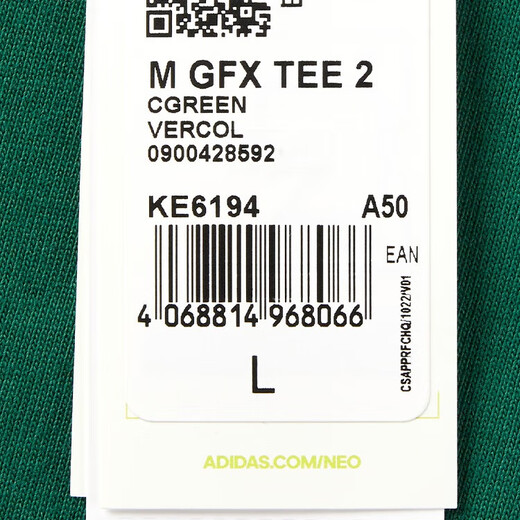 M GFX TEE 2
CGREEN
VERCOL
0900428592
KE6194 A50
EAN
4 068814 968066
CSAPPRFCHQ/1022/V01
L
ADIDAS.COM/NEO